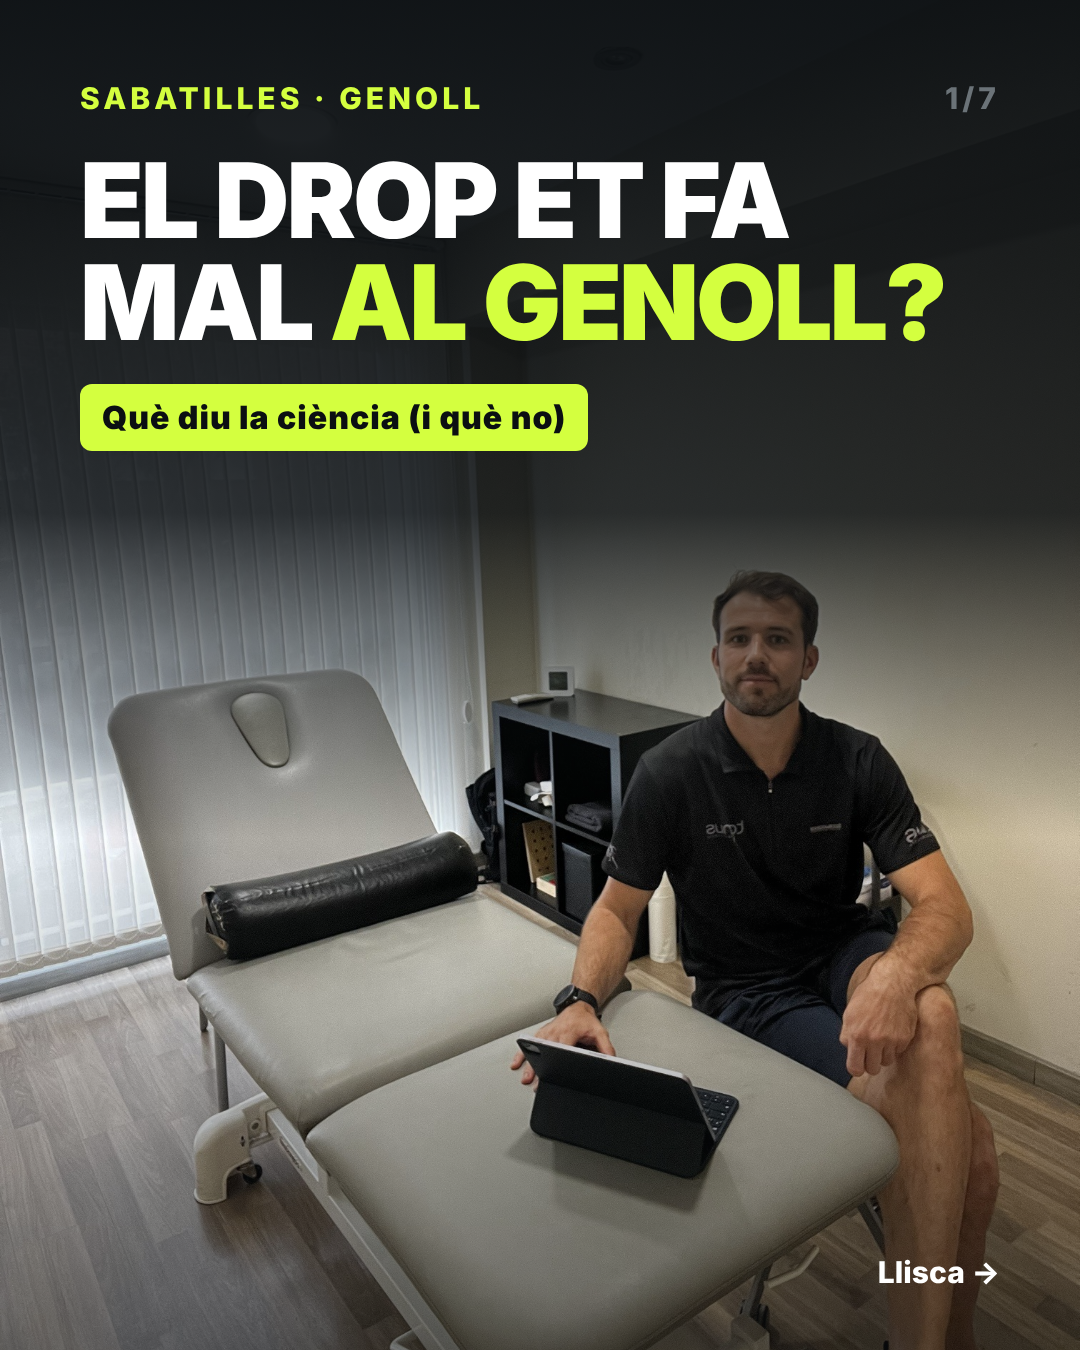 SABATILLES · GENOLL
1/7
EL DROP ET FA
MAL AL GENOLL?
Què diu la ciència (i què no)
Llisca →